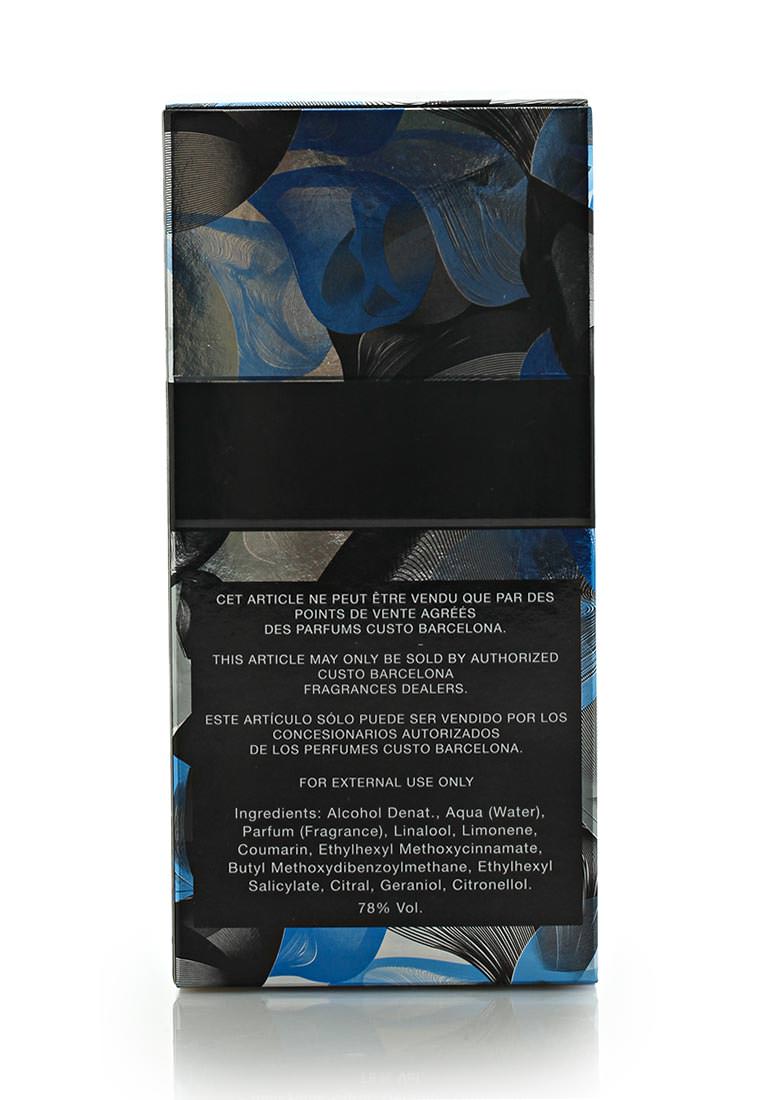 CET ARTICLE NE PEUT ÊTRE VENDU QUE PAR DES
POINTS DE VENTE AGRÉÉS
DES PARFUMS CUSTO BARCELONA.
THIS ARTICLE MAY ONLY BE SOLD BY AUTHORIZED
CUSTO BARCELONA
FRAGRANCES DEALERS.
ESTE ARTÍCULO SÓLO PUEDE SER VENDIDO POR LOS
CONCESIONARIOS AUTORIZADOS
DE LOS PERFUMES CUSTO BARCELONA.
FOR EXTERNAL USE ONLY
Ingredients: Alcohol Denat., Aqua (Water),
Parfum (Fragrance), Linalool, Limonene,
Coumarin, Ethylhexyl Methoxycinnamate,
Butyl Methoxydibenzoylmethane, Ethylhexyl
Salicylate, Citral, Geraniol, Citronellol.
78% Vol.